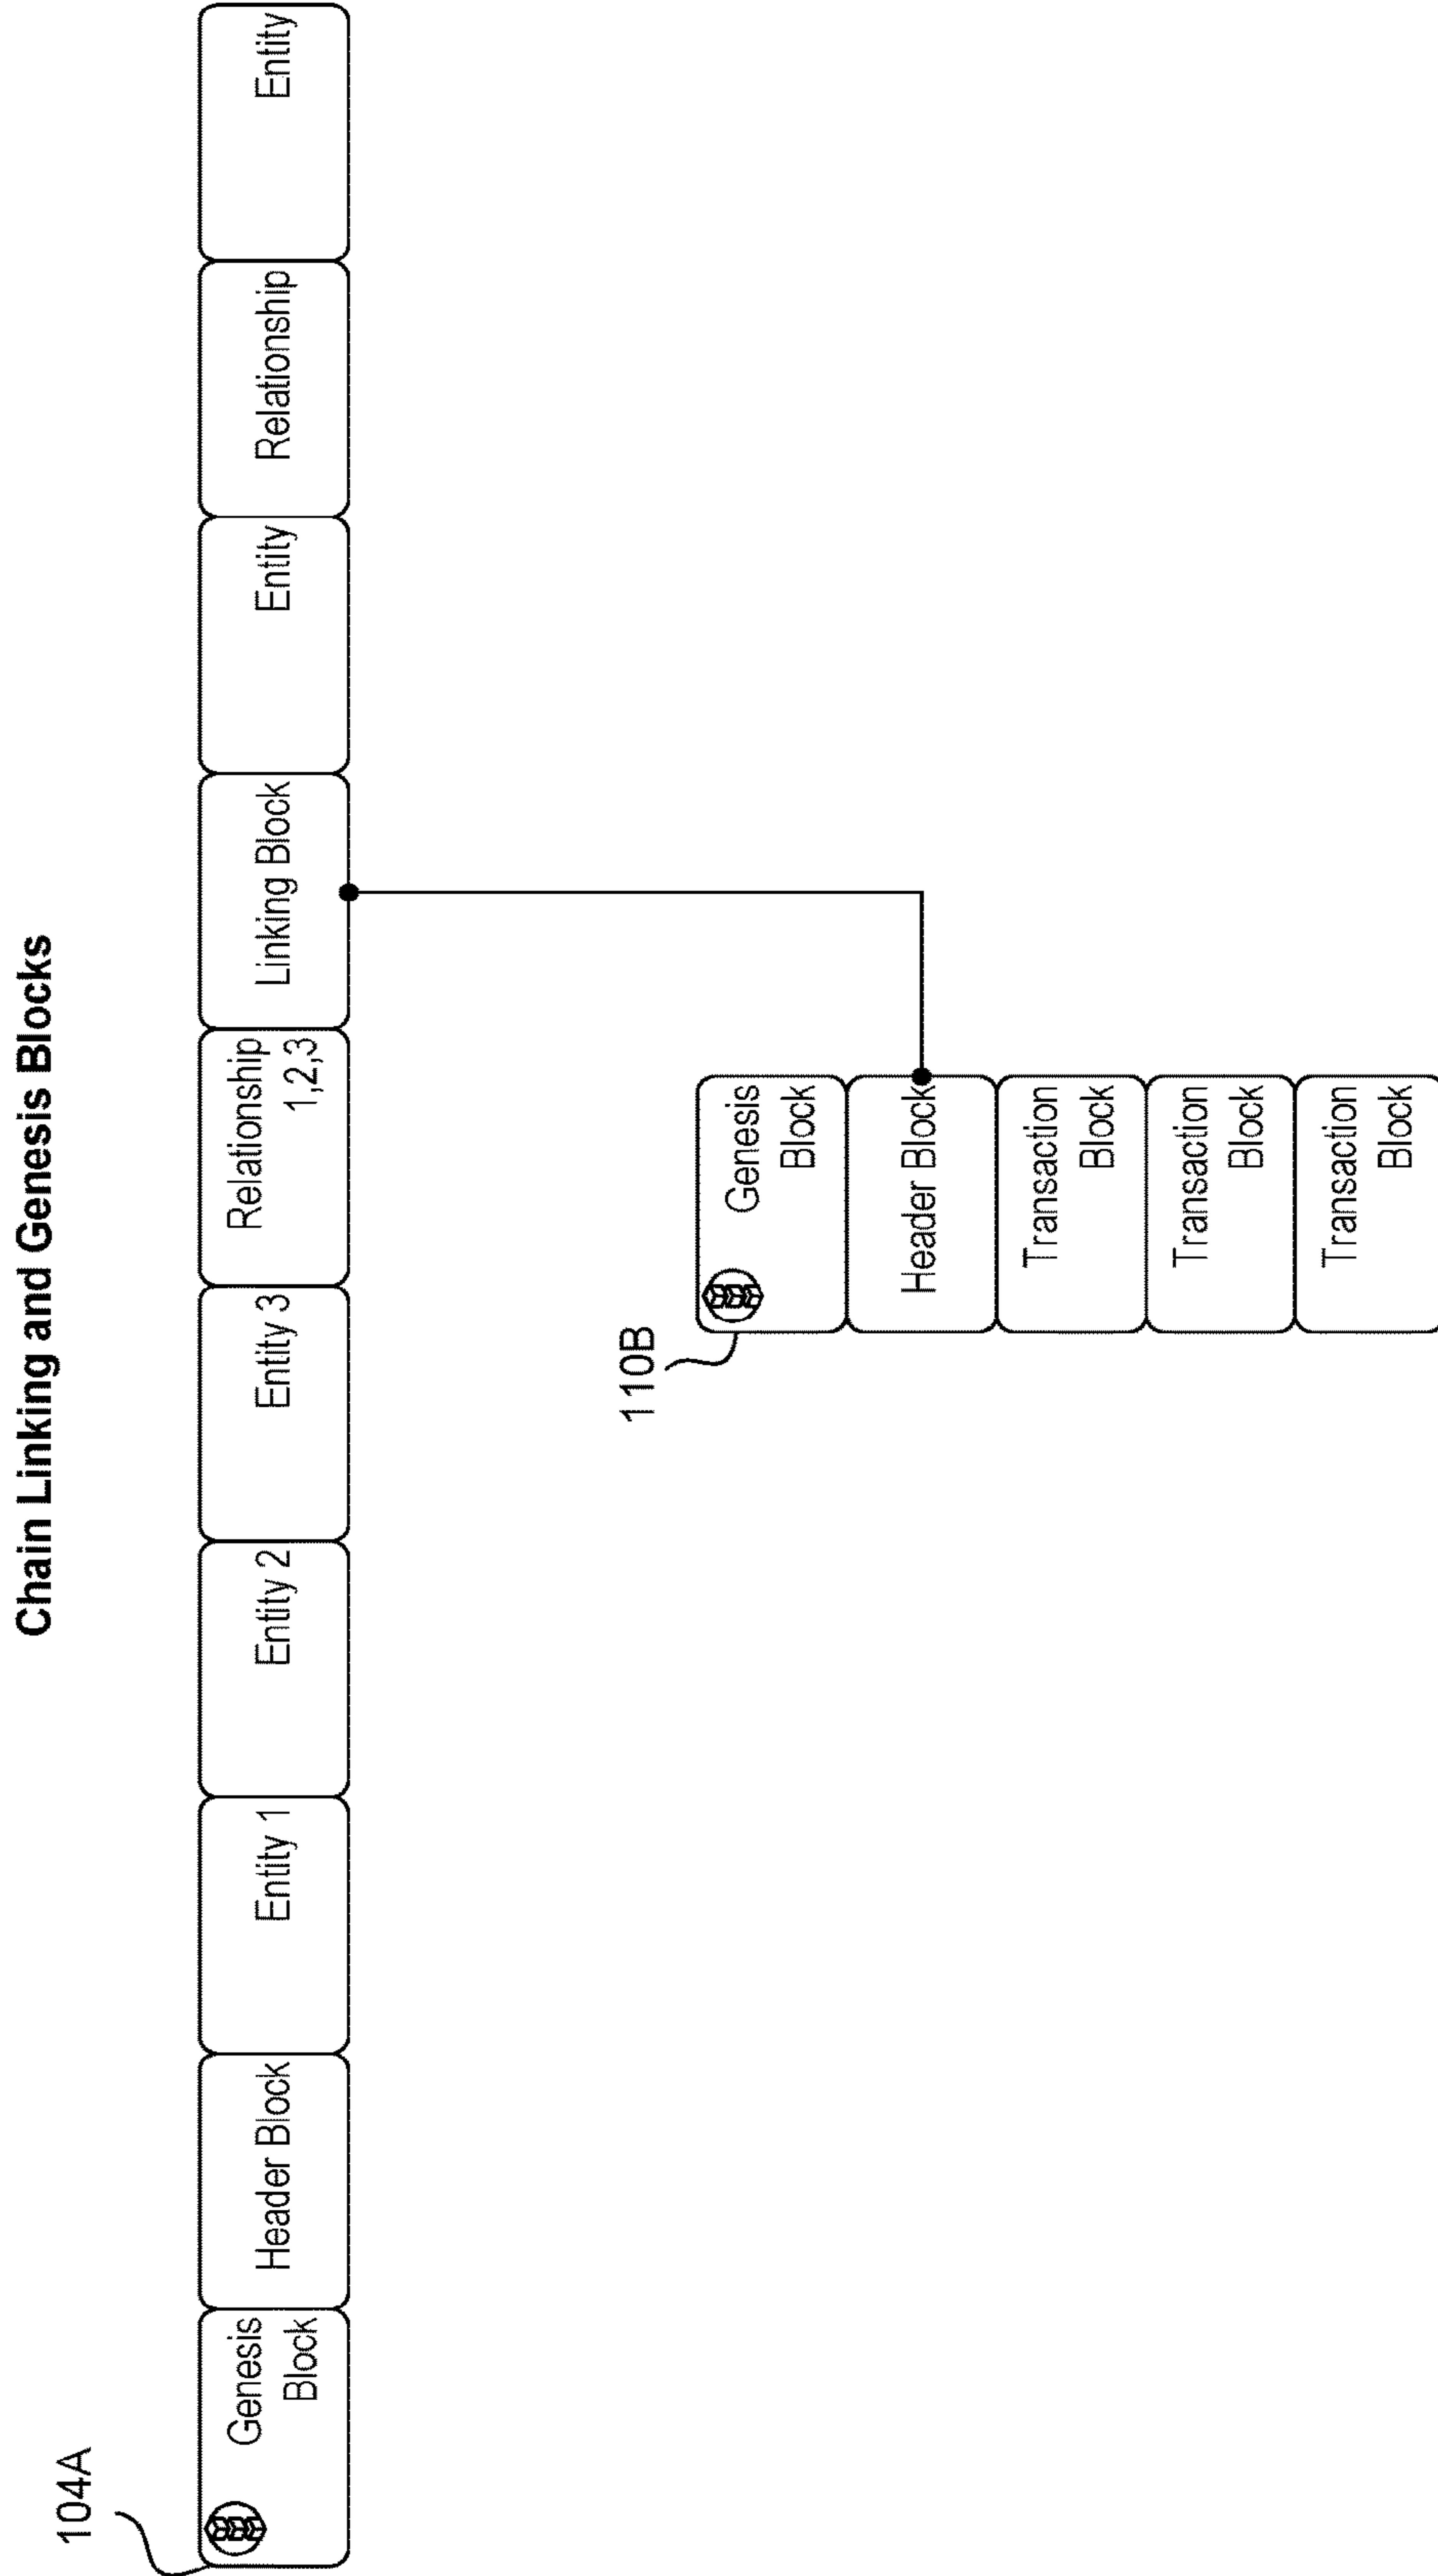 Chain Linking and Genesis Blocks
104A
Genesis
Block
Header Block
Entity 1
Entity 2
Entity 3
Relationship
1,2,3
Linking Block
Entity
Relationship
Entity
110B
Genesis
Block
Header Block
Transaction
Block
Transaction
Block
Transaction
Block